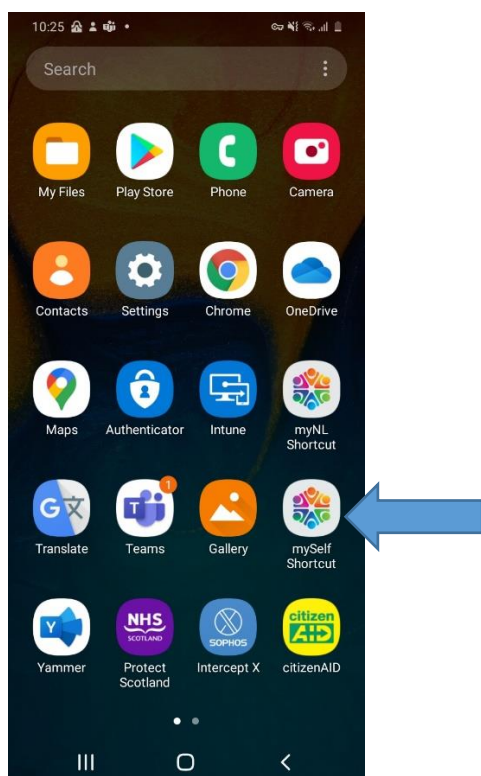 10:25
Search
My Files Play Store Phone Camera
Contacts Settings Chrome OneDrive
Maps Authenticator Intune myNL
Shortcut
G 文
T 1
Translate Teams Gallery mySelf
Shortcut
Y NHS
SCOTLAND
SOPHOS
citizen
AID
Yammer Protect
Scotland Intercept X citizenAID